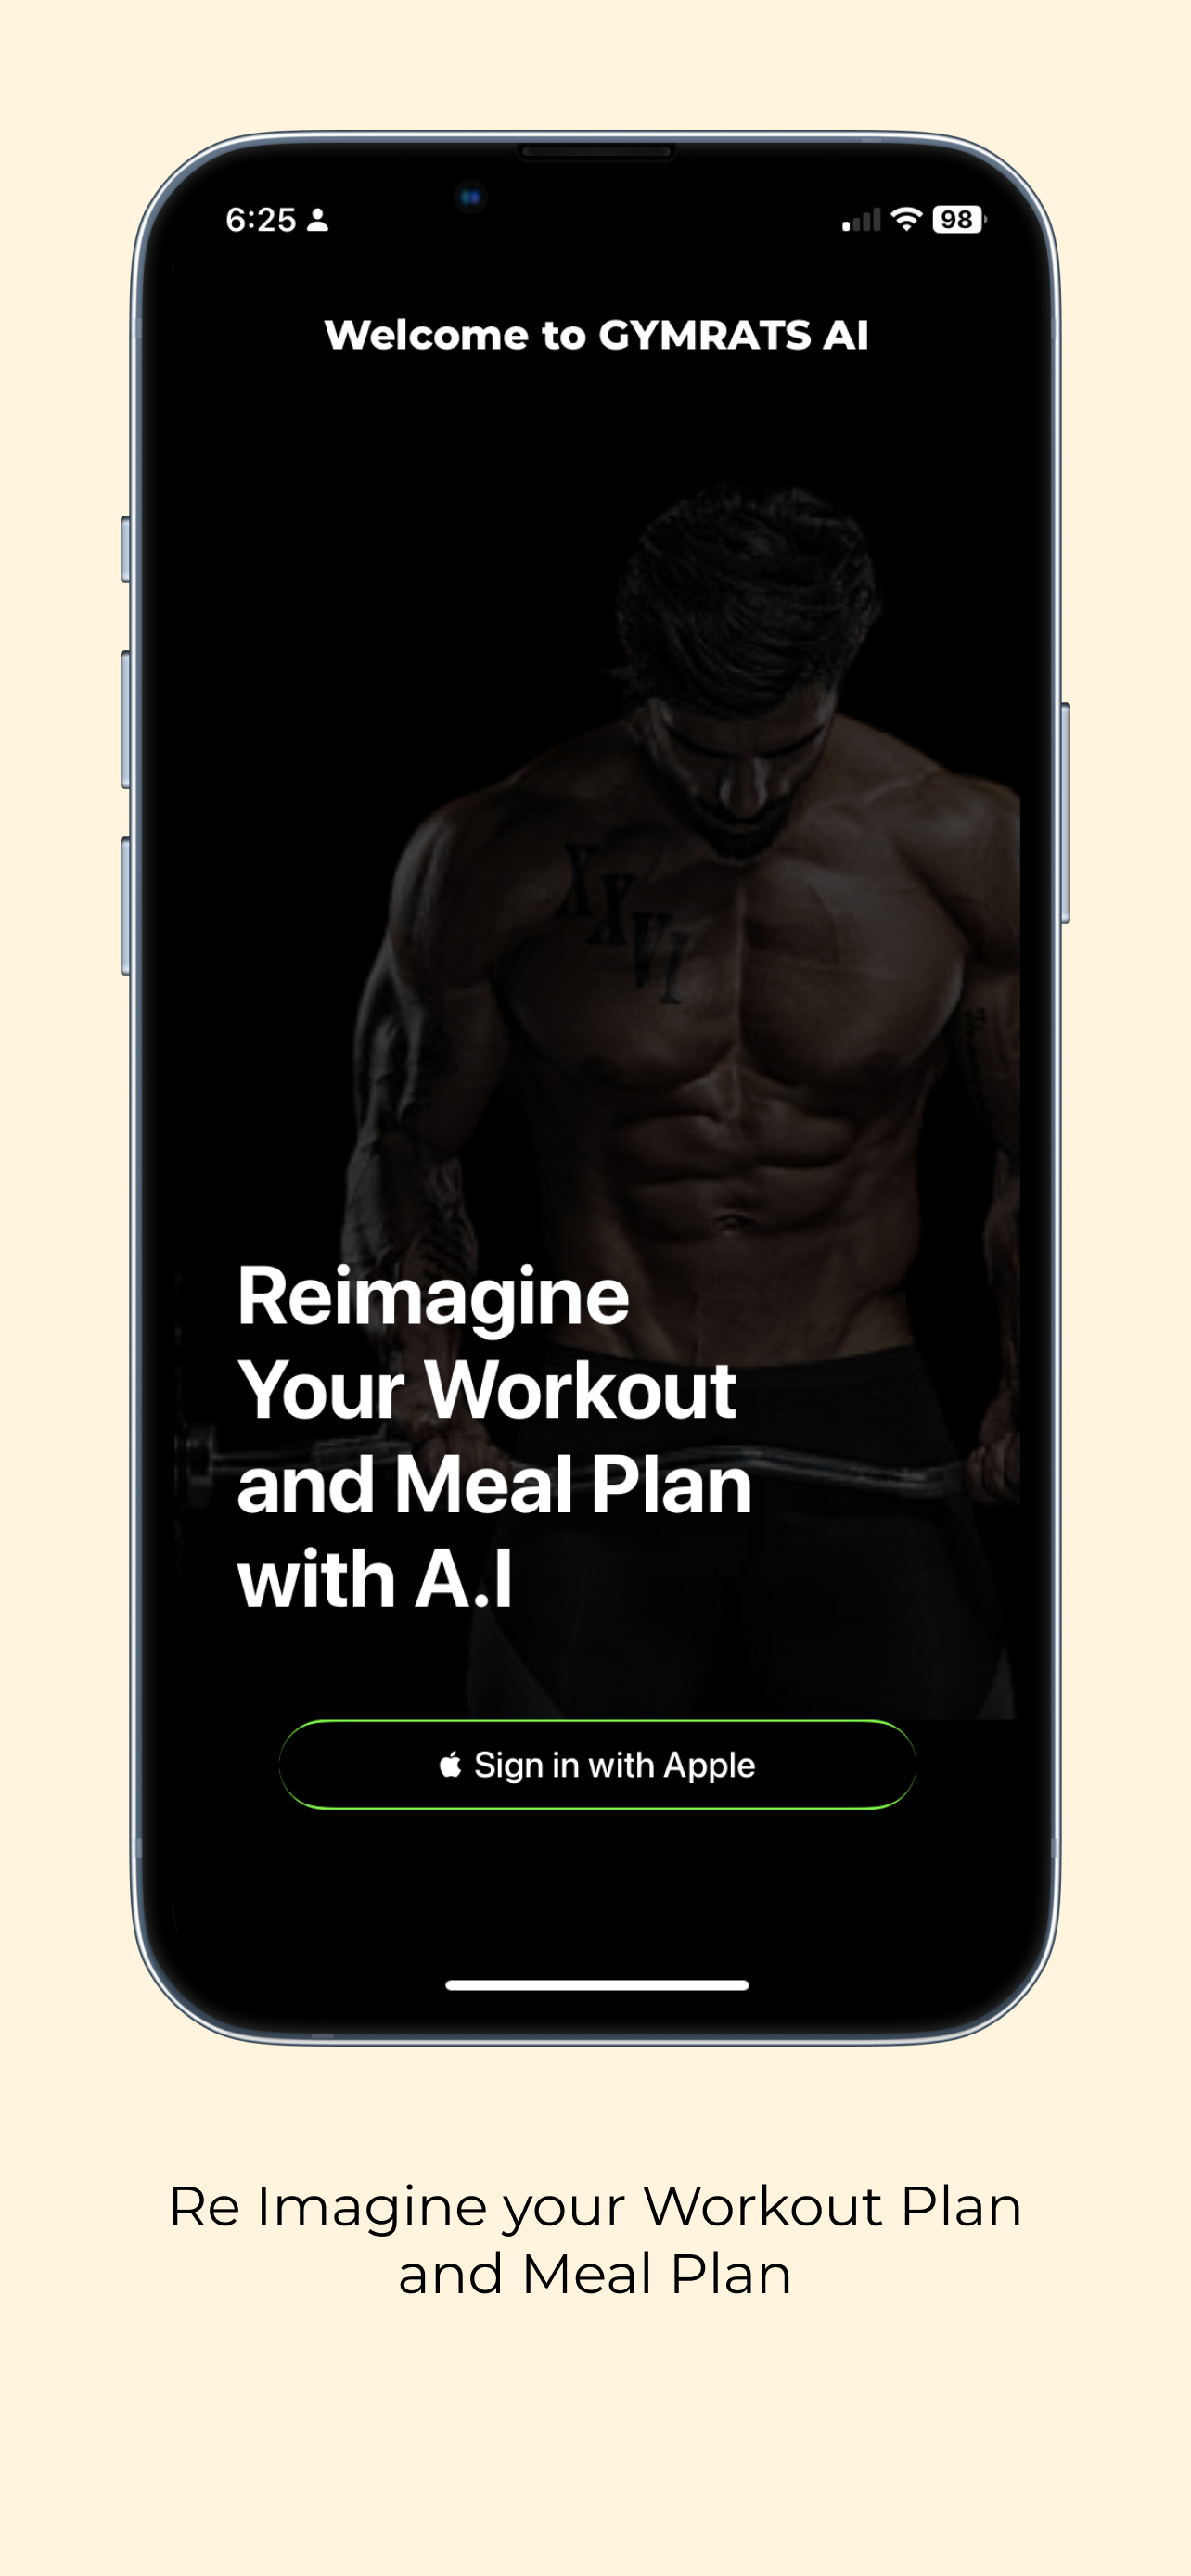 6:25
98
Welcome to GYMRATS AI
XXVI
Reimagine
Your Workout
and Meal Plan
with A.I
Sign in with Apple
Re Imagine your Workout Plan
and Meal Plan